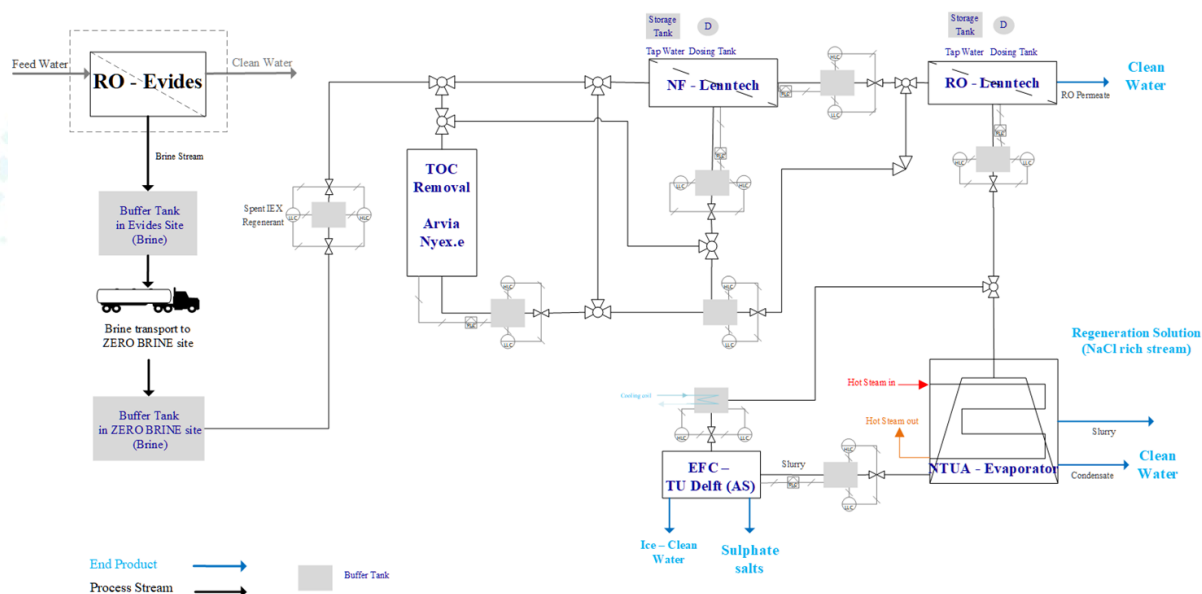 Storage
Tank
D
Tap Water Dosing Tank
Storage
Tank
D
Tap Water Dosing Tank
Feed Water
RO - Evides
Clean Water
NF - Lenntech
RO - Lenntech
Clean
Water
RO Permeate
Brine Stream
TOC
Removal
Arvia
Nyex.e
Buffer Tank
in Evides Site
(Brine)
Spent IEX
Regenerant
LLC
HLC
Brine transport to
ZERO BRINE site
Regeneration Solution
(NaCl rich stream)
Buffer Tank
in ZERO BRINE site
(Brine)
Hot Steam in
Cooling coil
Hot Steam out
Slurry
EFC –
TU Delft (AS)
Slurry
NTUA - Evaporator
Condensate
Clean
Water
Ice – Clean
Water
Sulphate
salts
End Product
Process Stream
Buffer Tank